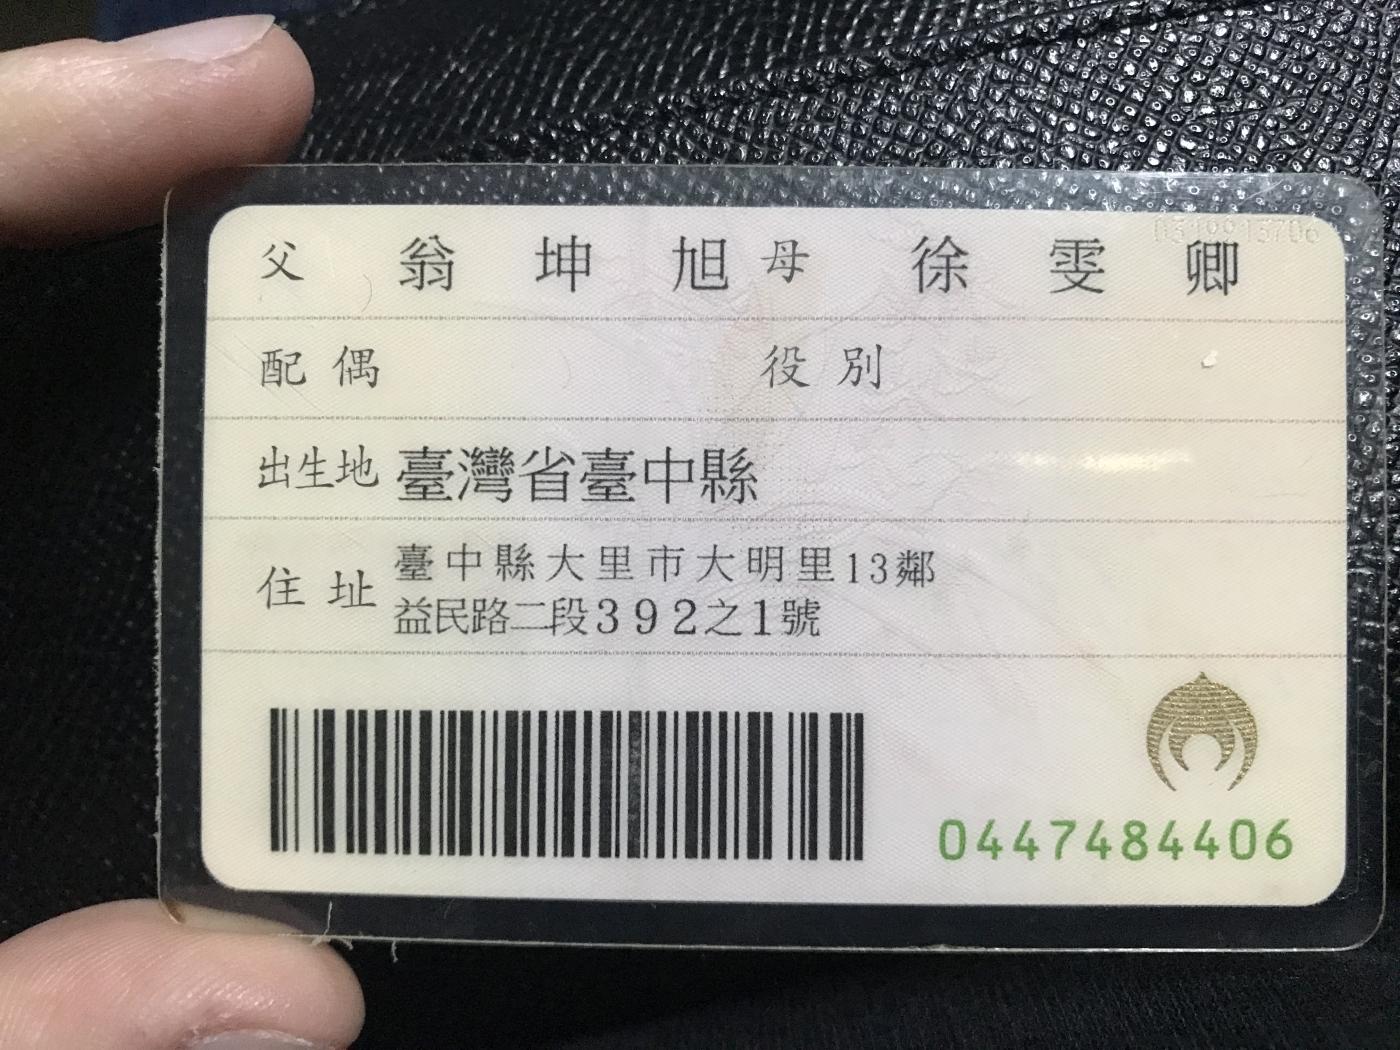 父 翁坤旭 母 徐雯卿
配偶 役別
出生地 臺灣省臺中縣
住址 臺中縣大里市大明里13鄰
益民路二段392之1號
0447484406